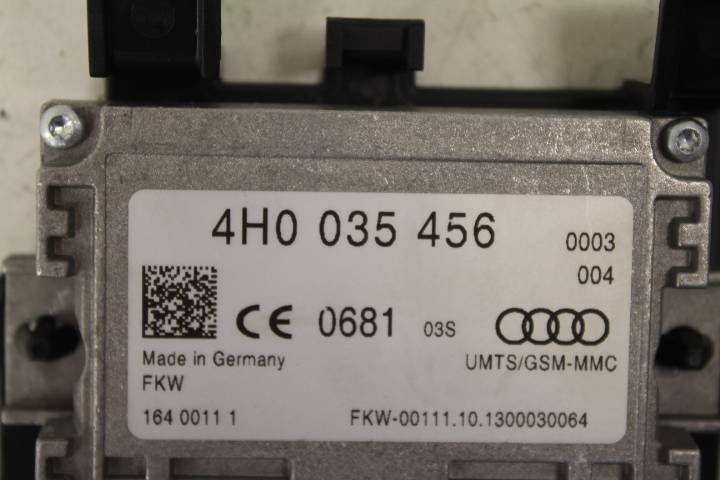 4H0 035 456 0003
004
CE 0681 03S
Made in Germany UMTS/GSM-MMC
FKW
164 0011 1 FKW-00111.10.1300030064